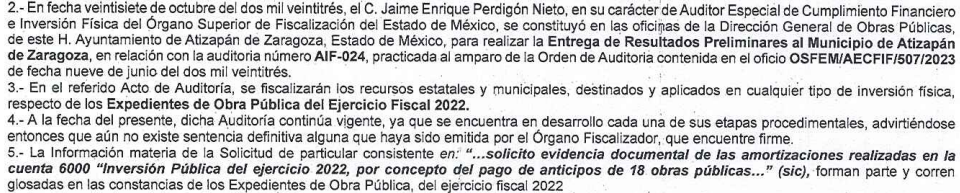 2.- En fecha veintisiete de octubre del dos mil veintitrés, el C. Jaime Enrique Perdigón Nieto, en su carácter de Auditor Especial de Cumplimiento Financiero
e Inversión Física del Órgano Superior de Fiscalización del Estado de México, se constituyó en las oficinas de la Dirección General de Obras Públicas,
de este H. Ayuntamiento de Atizapán de Zaragoza, Estado de México, para realizar la Entrega de Resultados Preliminares al Municipio de Atizapán
de Zaragoza, en relación con la auditoria número AIF-024, practicada al amparo de la Orden de Auditoria contenida en el oficio OSFEM/AECFIF/507/2023
de fecha nueve de junio del dos mil veintitrés.
3.- En el referido Acto de Auditoría, se fiscalizarán los recursos estatales y municipales, destinados y aplicados en cualquier tipo de inversión física,
respecto de los Expedientes de Obra Pública del Ejercicio Fiscal 2022.
4.- A la fecha del presente, dicha Auditoría continúa vigente, ya que se encuentra en desarrollo cada una de sus etapas procedimentales, advirtiéndose
entonces que aún no existe sentencia definitiva alguna que haya sido emitida por el Órgano Fiscalizador, que encuentre firme.
5.- La Información materia de la Solicitud de particular consistente en: "...solicito evidencia documental de las amortizaciones realizadas en la
cuenta 6000 "Inversión Pública del ejercicio 2022, por concepto del pago de anticipos de 18 obras públicas..." (sic), forman parte y corren
glosadas en las constancias de los Expedientes de Obra Pública, del ejercicio fiscal 2022